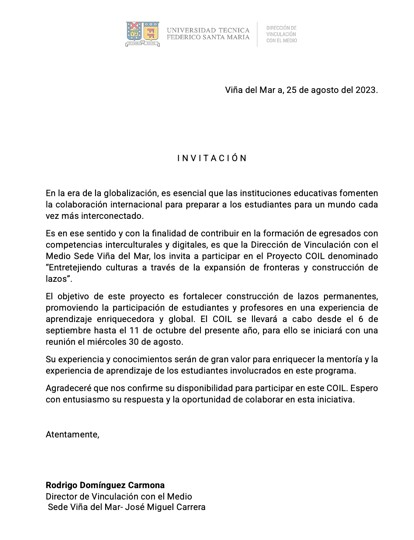 UNIVERSIDAD TECNICA
FEDERICO SANTA MARIA
DIRECCIÓN DE
VINCULACIÓN
CON EL MEDIO
Viña del Mar a, 25 de agosto del 2023.
INVITACIÓN
En la era de la globalización, es esencial que las instituciones educativas fomenten
la colaboración internacional para preparar a los estudiantes para un mundo cada
vez más interconectado.
Es en ese sentido y con la finalidad de contribuir en la formación de egresados con
competencias interculturales y digitales, es que la Dirección de Vinculación con el
Medio Sede Viña del Mar, los invita a participar en el Proyecto COIL denominado
“Entretejiendo culturas a través de la expansión de fronteras y construcción de
lazos”.
El objetivo de este proyecto es fortalecer construcción de lazos permanentes,
promoviendo la participación de estudiantes y profesores en una experiencia de
aprendizaje enriquecedora y global. El COIL se llevará a cabo desde el 6 de
septiembre hasta el 11 de octubre del presente año, para ello se iniciará con una
reunión el miércoles 30 de agosto.
Su experiencia y conocimientos serán de gran valor para enriquecer la mentoría y la
experiencia de aprendizaje de los estudiantes involucrados en este programa.
Agradeceré que nos confirme su disponibilidad para participar en este COIL. Espero
con entusiasmo su respuesta y la oportunidad de colaborar en esta iniciativa.
Atentamente,
Rodrigo Domínguez Carmona
Director de Vinculación con el Medio
Sede Viña del Mar- José Miguel Carrera